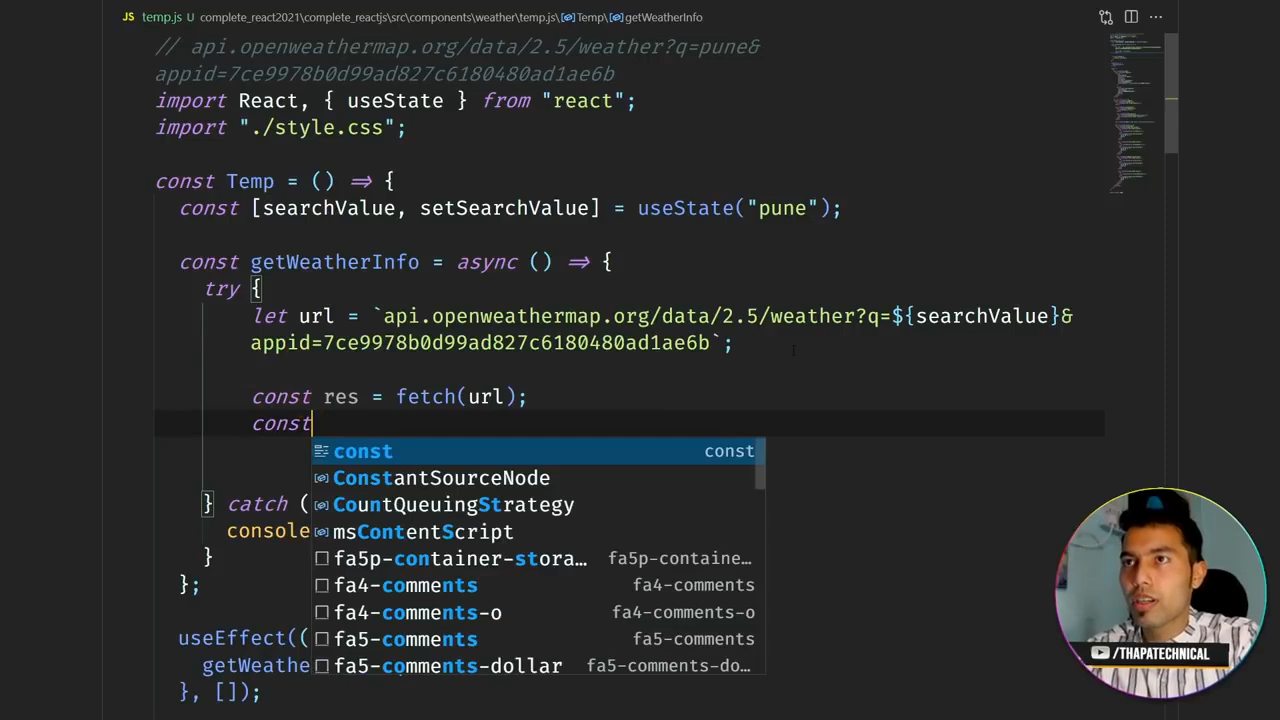 JS temp.js complete_react2021\complete_reactjs\src\components\weather\temp.js\Temp\getWeatherInfo
// api.openweathermap.org/data/2.5/weather?q=pune&
appid=7ce9978b0d99ad827c6180480ad1ae6b
import React, { useState } from "react";
import "./style.css";
const Temp = () => {
const [searchValue, setSearchValue] = useState("pune");
const getWeatherInfo = async () => {
try {
let url = `api.openweathermap.org/data/2.5/weather?q=${searchValue}&
appid=7ce9978b0d99ad827c6180480ad1ae6b`;
const res = fetch(url);
const
const const
ConstantSourceNode
CountQueuingStrategy
msContentScript
fa5p-container-stora... fa5p-containe...
fa4-comments fa4-comments
fa4-comments-o fa4-comments-o
fa5-comments fa5-comments
fa5-comments-dollar fa5-comments-do...
} catch (
console
}
};
useEffect((
getWeathe
}, []);
/THAPATECHNICAL